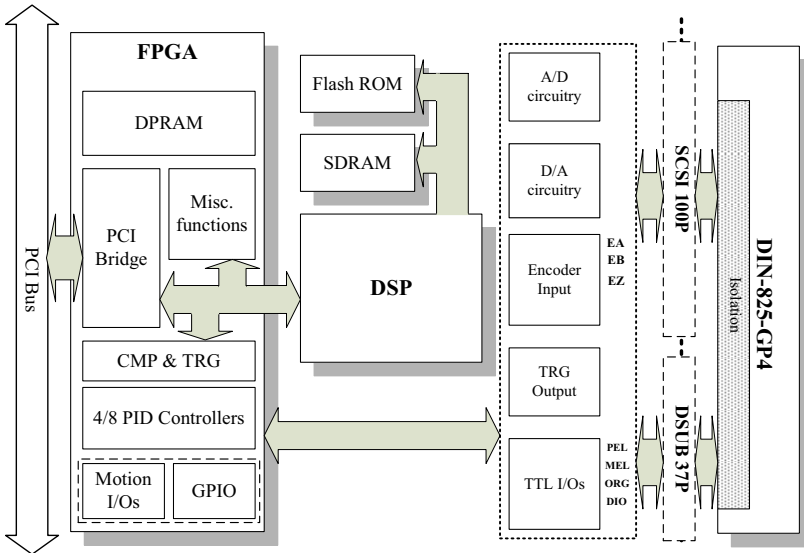 PCI Bus
FPGA
DPRAM
PCI
Bridge
Misc.
functions
CMP & TRG
4/8 PID Controllers
Motion
I/Os
GPIO
Flash ROM
SDRAM
DSP
A/D
circuitry
D/A
circuitry
Encoder
Input
EA
EB
EZ
TRG
Output
TTL I/Os
PEL
MEL
ORG
DIO
SCSI 100P
DSUB 37P
Isolation
DIN-825-GP4